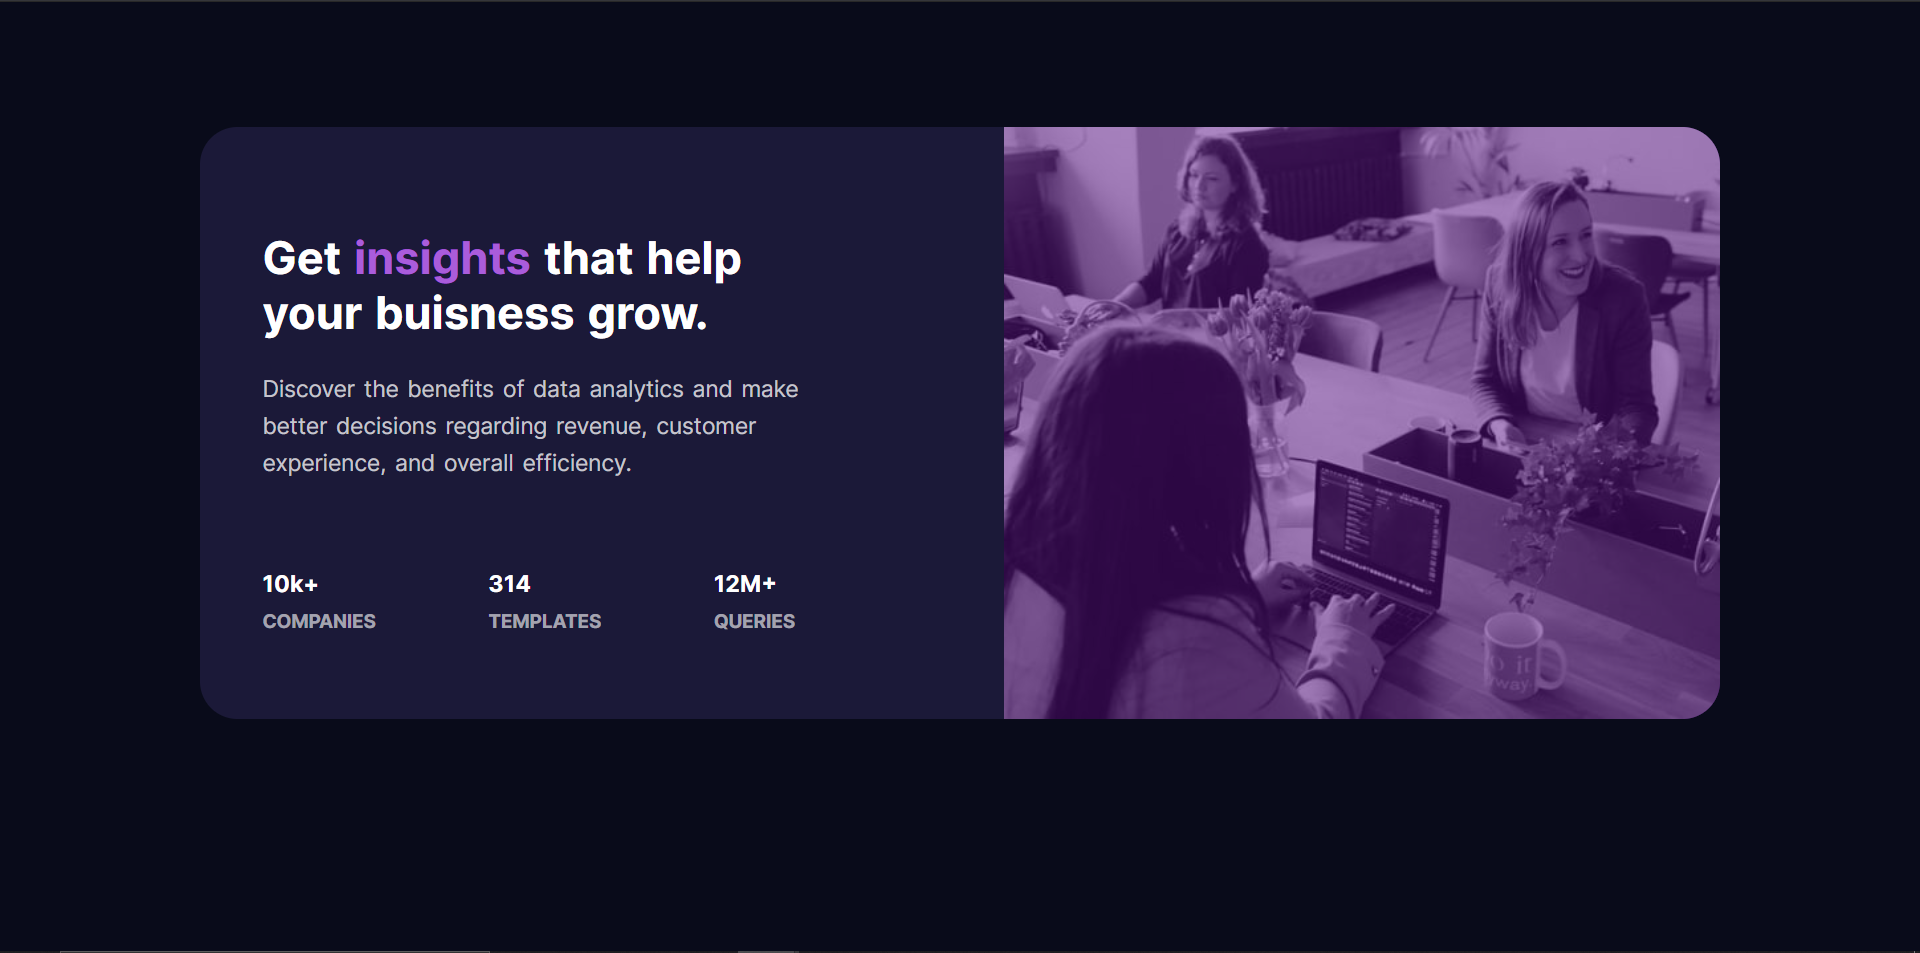 Get insights that help
your buisness grow.
Discover the benefits of data analytics and make
better decisions regarding revenue, customer
experience, and overall efficiency.
10k+ 314 12M+
COMPANIES TEMPLATES QUERIES